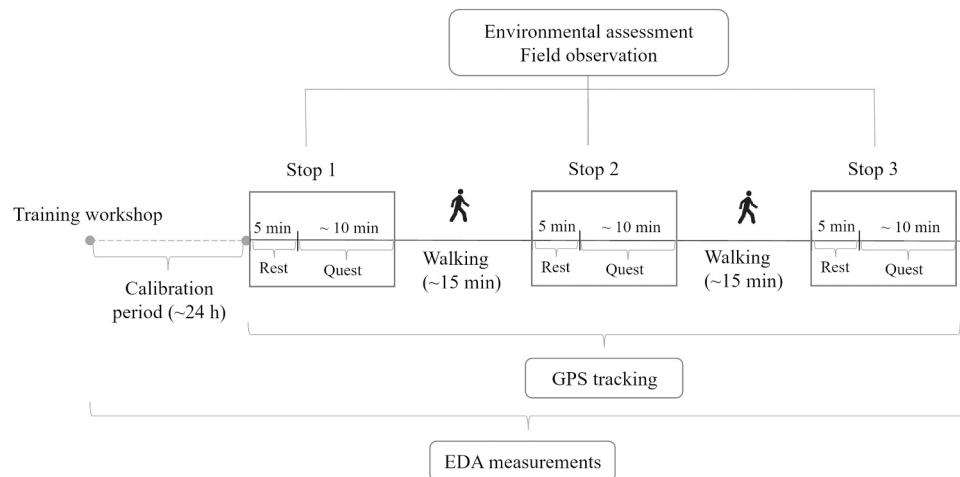 Environmental assessment
Field observation
Stop 1
Stop 2
Stop 3
Training workshop
5 min
~ 10 min
5 min
~ 10 min
5 min
~ 10 min
Rest
Quest
Walking
(~15 min)
Rest
Quest
Walking
(~15 min)
Rest
Quest
Calibration
period (~24 h)
GPS tracking
EDA measurements